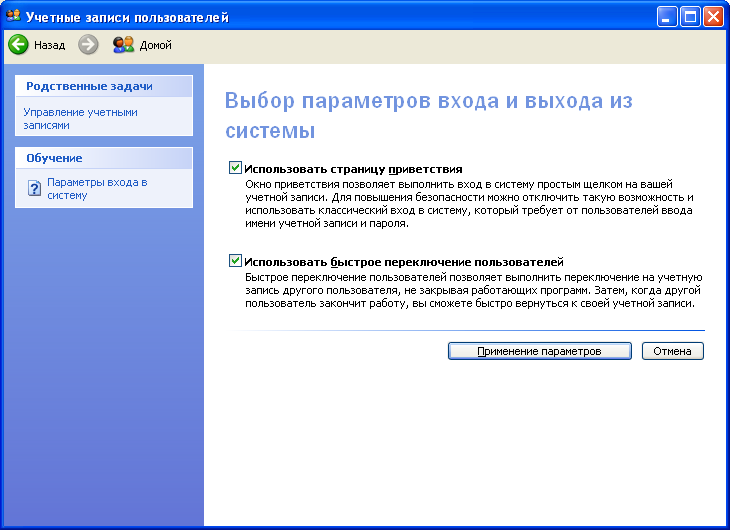 Учетные записи пользователей
Назад
Домой
Родственные задачи
Управление учетными
записями
Обучение
Параметры входа в
систему
Выбор параметров входа и выхода из
системы
Использовать страницу приветствия
Окно приветствия позволяет выполнить вход в систему простым щелком на вашей
учетной записи. Для повышения безопасности можно отключить такую возможность и
использовать классический вход в систему, который требует от пользователей ввода
имени учетной записи и пароля.
Использовать быстрое переключение пользователей
Быстрое переключение пользователей позволяет выполнить переключение на учетную
запись другого пользователя, не закрывая работающих программ. Затем, когда другой
пользователь закончит работу, вы сможете быстро вернуться к своей учетной записи.
Применение параметров
Отмена